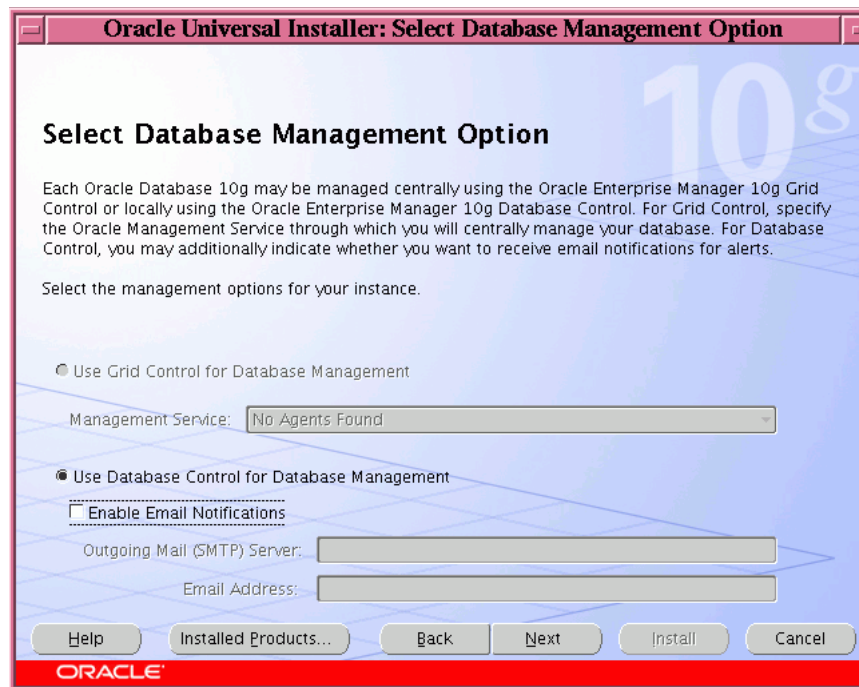 Oracle Universal Installer: Select Database Management Option
10g
Select Database Management Option
Each Oracle Database 10g may be managed centrally using the Oracle Enterprise Manager 10g Grid
Control or locally using the Oracle Enterprise Manager 10g Database Control. For Grid Control, specify
the Oracle Management Service through which you will centrally manage your database. For Database
Control, you may additionally indicate whether you want to receive email notifications for alerts.
Select the management options for your instance.
Use Grid Control for Database Management
Management Service: No Agents Found
Use Database Control for Database Management
Enable Email Notifications
Outgoing Mail (SMTP) Server:
Email Address:
Help Installed Products... Back Next Install Cancel
ORACLE